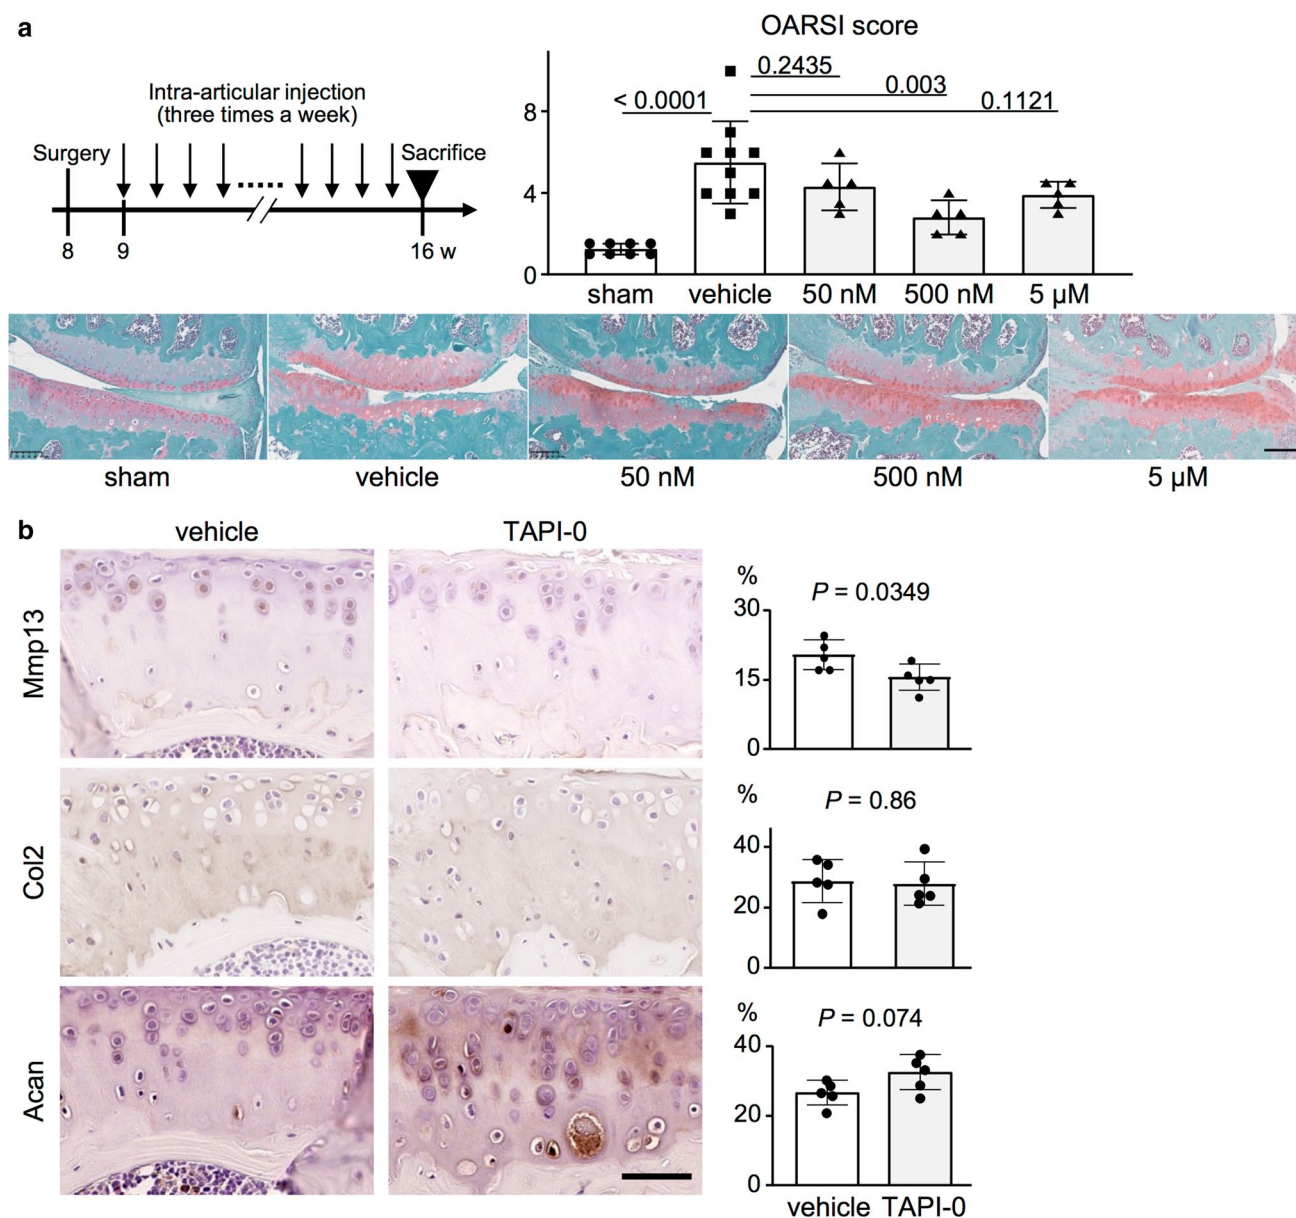 a
OARSI score
Intra-articular injection
(three times a week)
Surgery
Sacrifice
8
9
16 w
8
4
0
< 0.0001
0.2435
0.003
0.1121
sham
vehicle
50 nM
500 nM
5 µM
sham
vehicle
50 nM
500 nM
5 µM
b
vehicle
TAPI-0
Mmp13
%
P = 0.0349
30
15
0
Col2
%
P = 0.86
40
20
0
Acan
%
P = 0.074
40
20
0
vehicle
TAPI-0